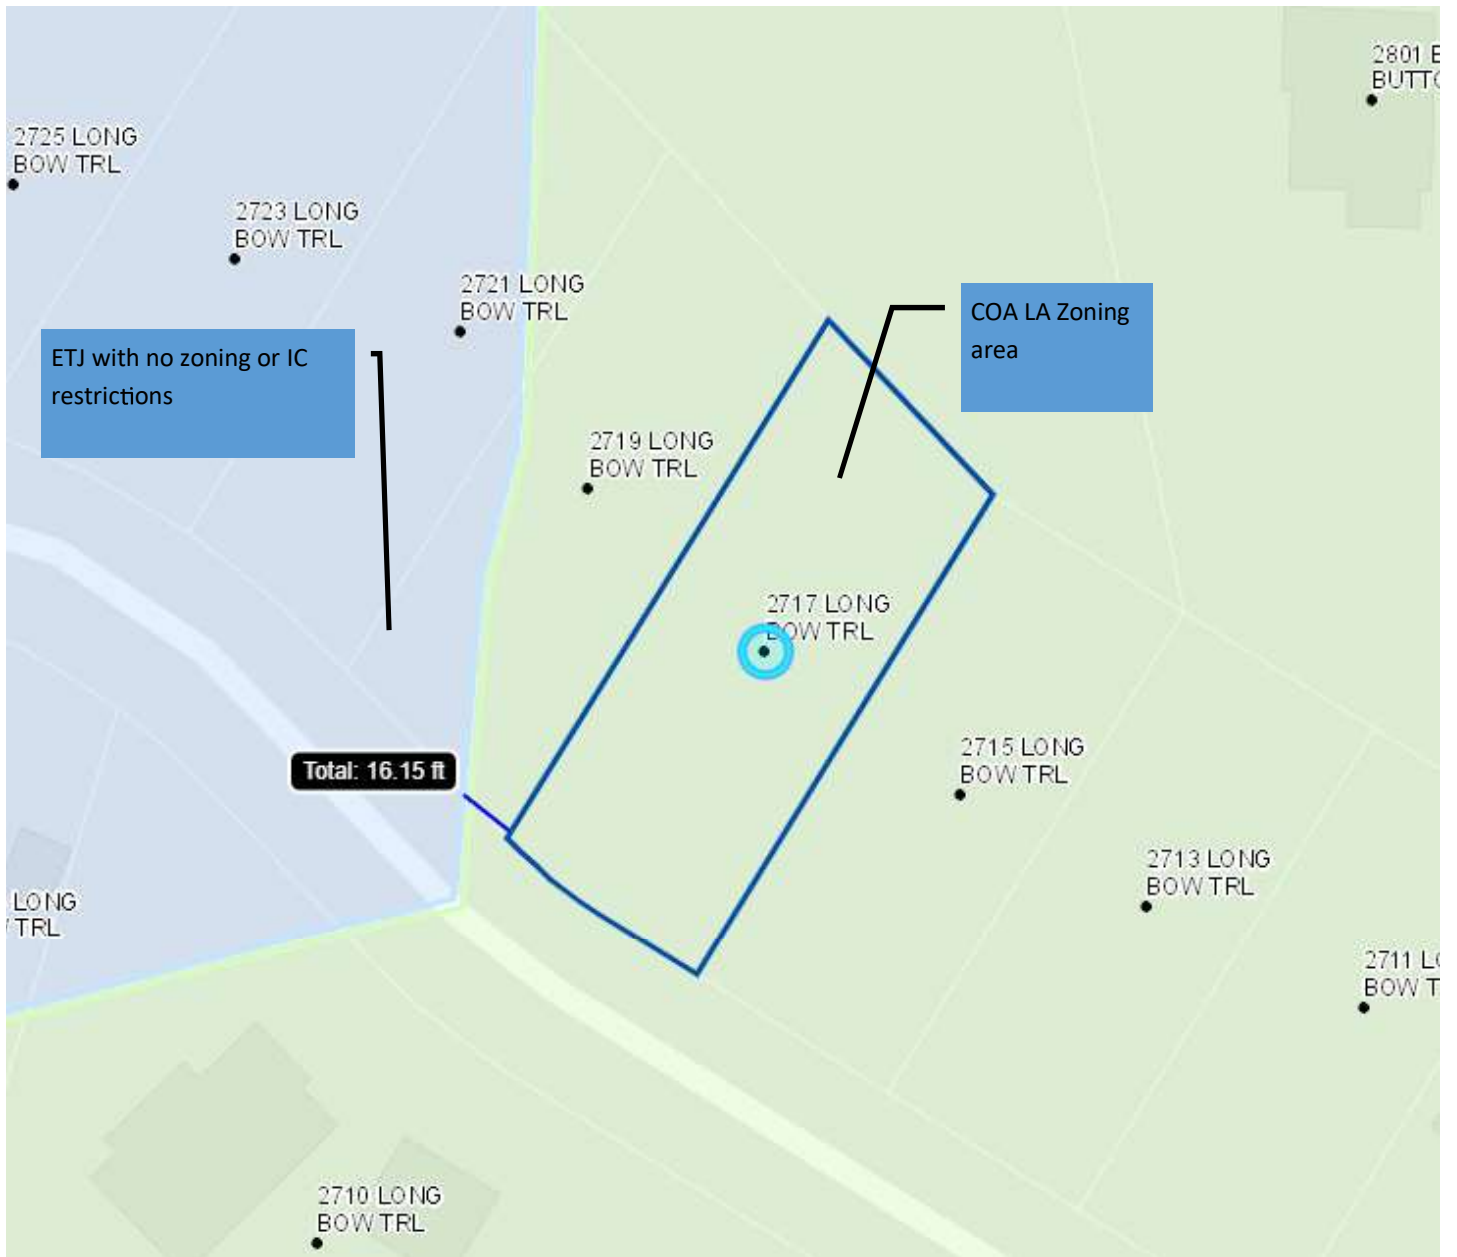 2801 E
BUTTO
2725 LONG
BOW TRL
2723 LONG
BOW TRL
2721 LONG
BOW TRL
COA LA Zoning
area
ETJ with no zoning or IC
restrictions
2719 LONG
BOW TRL
2717 LONG
BOW TRL
2715 LONG
BOW TRL
Total: 16.15 ft
2713 LONG
BOW TRL
LONG
TRL
2711 LO
BOW T
2710 LONG
BOW TRL